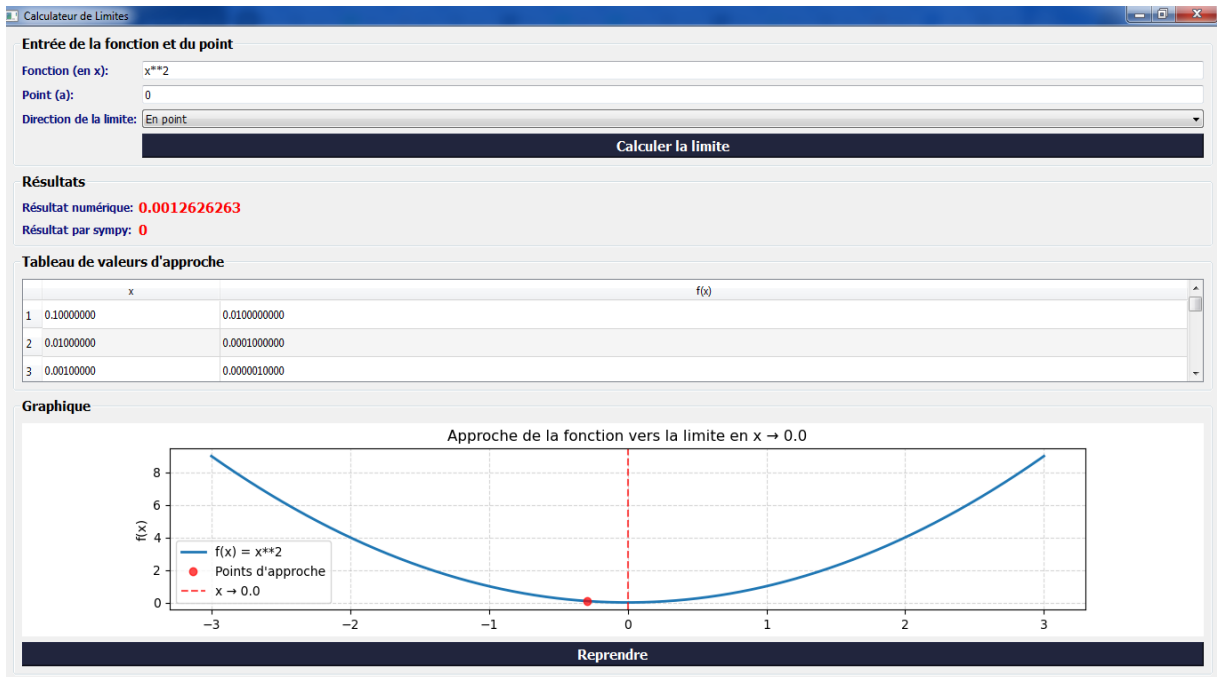 Calculateur de Limites
Entrée de la fonction et du point
Fonction (en x): x**2
Point (a): 0
Direction de la limite: En point
Calculer la limite
Résultats
Résultat numérique: 0.0012626263
Résultat par sympy: 0
Tableau de valeurs d'approche
x f(x)
1 0.10000000 0.0100000000
2 0.01000000 0.0001000000
3 0.00100000 0.0000010000
Graphique
Approche de la fonction vers la limite en x → 0.0
8
6
4
2
0
f(x)
f(x) = x**2
Points d'approche
x → 0.0
−3 −2 −1 0 1 2 3
Reprendre